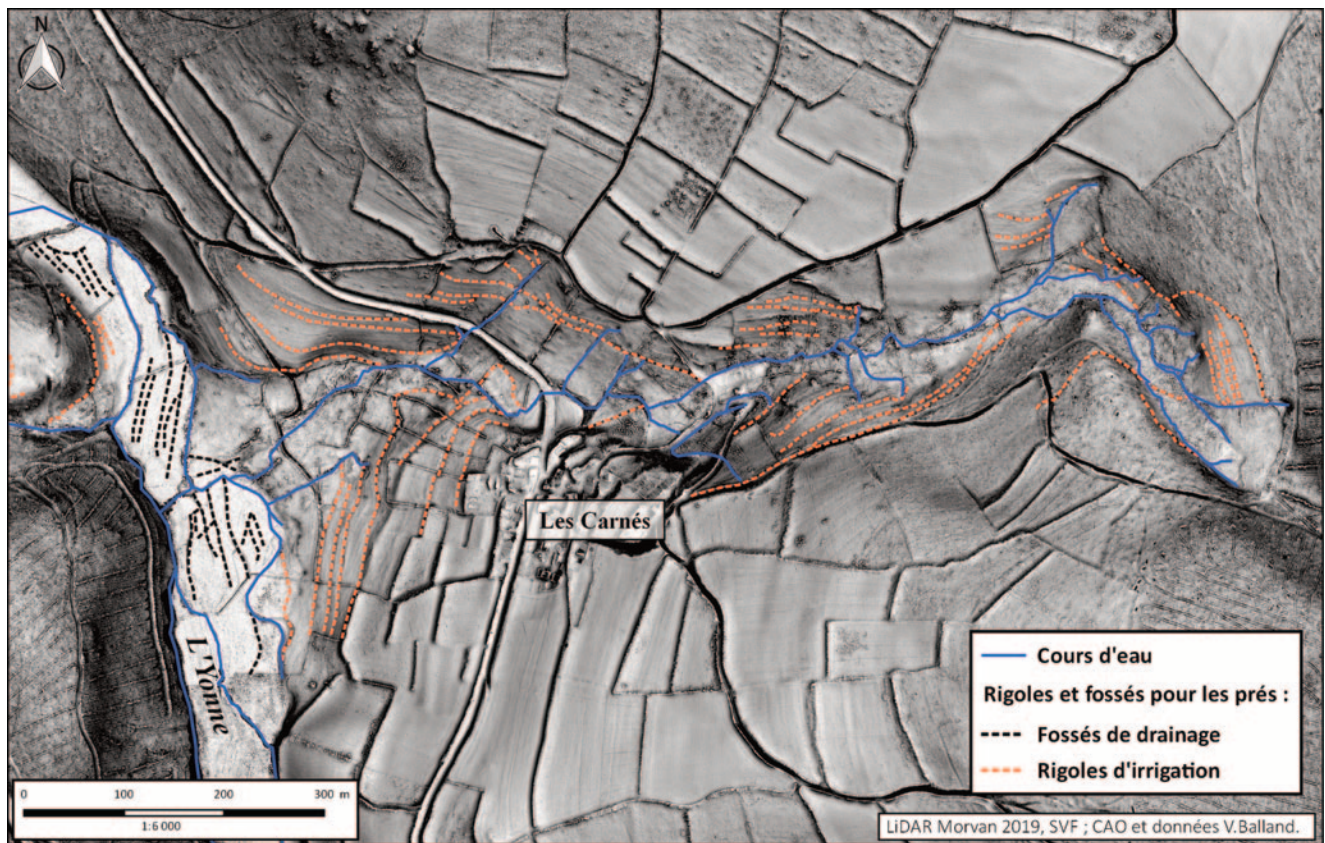 N
Les Carnés
L'Yonne
Cours d'eau
Rigoles et fossés pour les prés :
Fossés de drainage
Rigoles d'irrigation
0 100 200 300 m
1:6 000
LiDAR Morvan 2019, SVF ; CAO et données V.Balland.